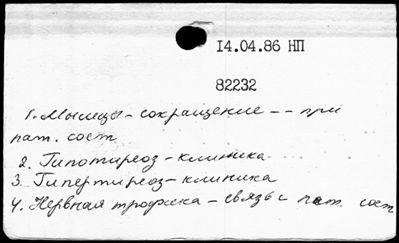 14.04.86 НП
82232
1. Мышцы - сокращение -- при
пат. сост.
2. Гипотиреоз - клиника
3. Гипертиреоз - клиника
4. Нервная трофика - связь с пат. сост